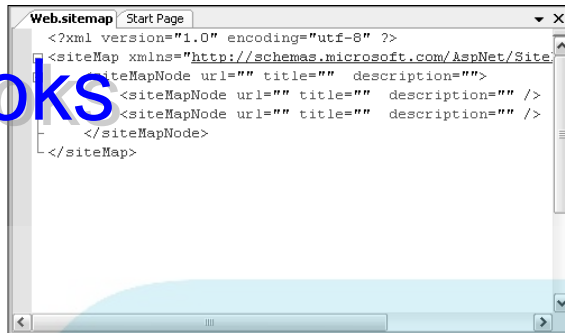 Web.sitemap Start Page
<?xml version="1.0" encoding="utf-8" ?>
<siteMap xmlns="http://schemas.microsoft.com/AspNet/Site
<siteMapNode url="" title="" description="">
<siteMapNode url="" title="" description="" />
<siteMapNode url="" title="" description="" />
</siteMapNode>
</siteMap>
oks